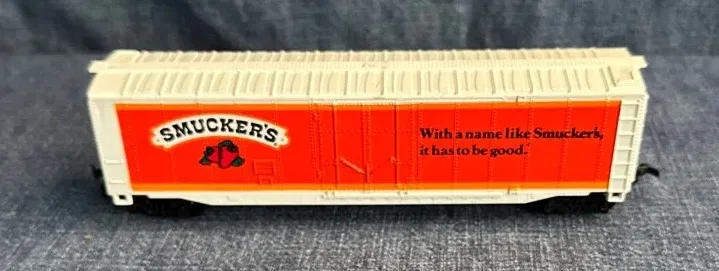 SMUCKER'S
With a name like Smucker's,
it has to be good.